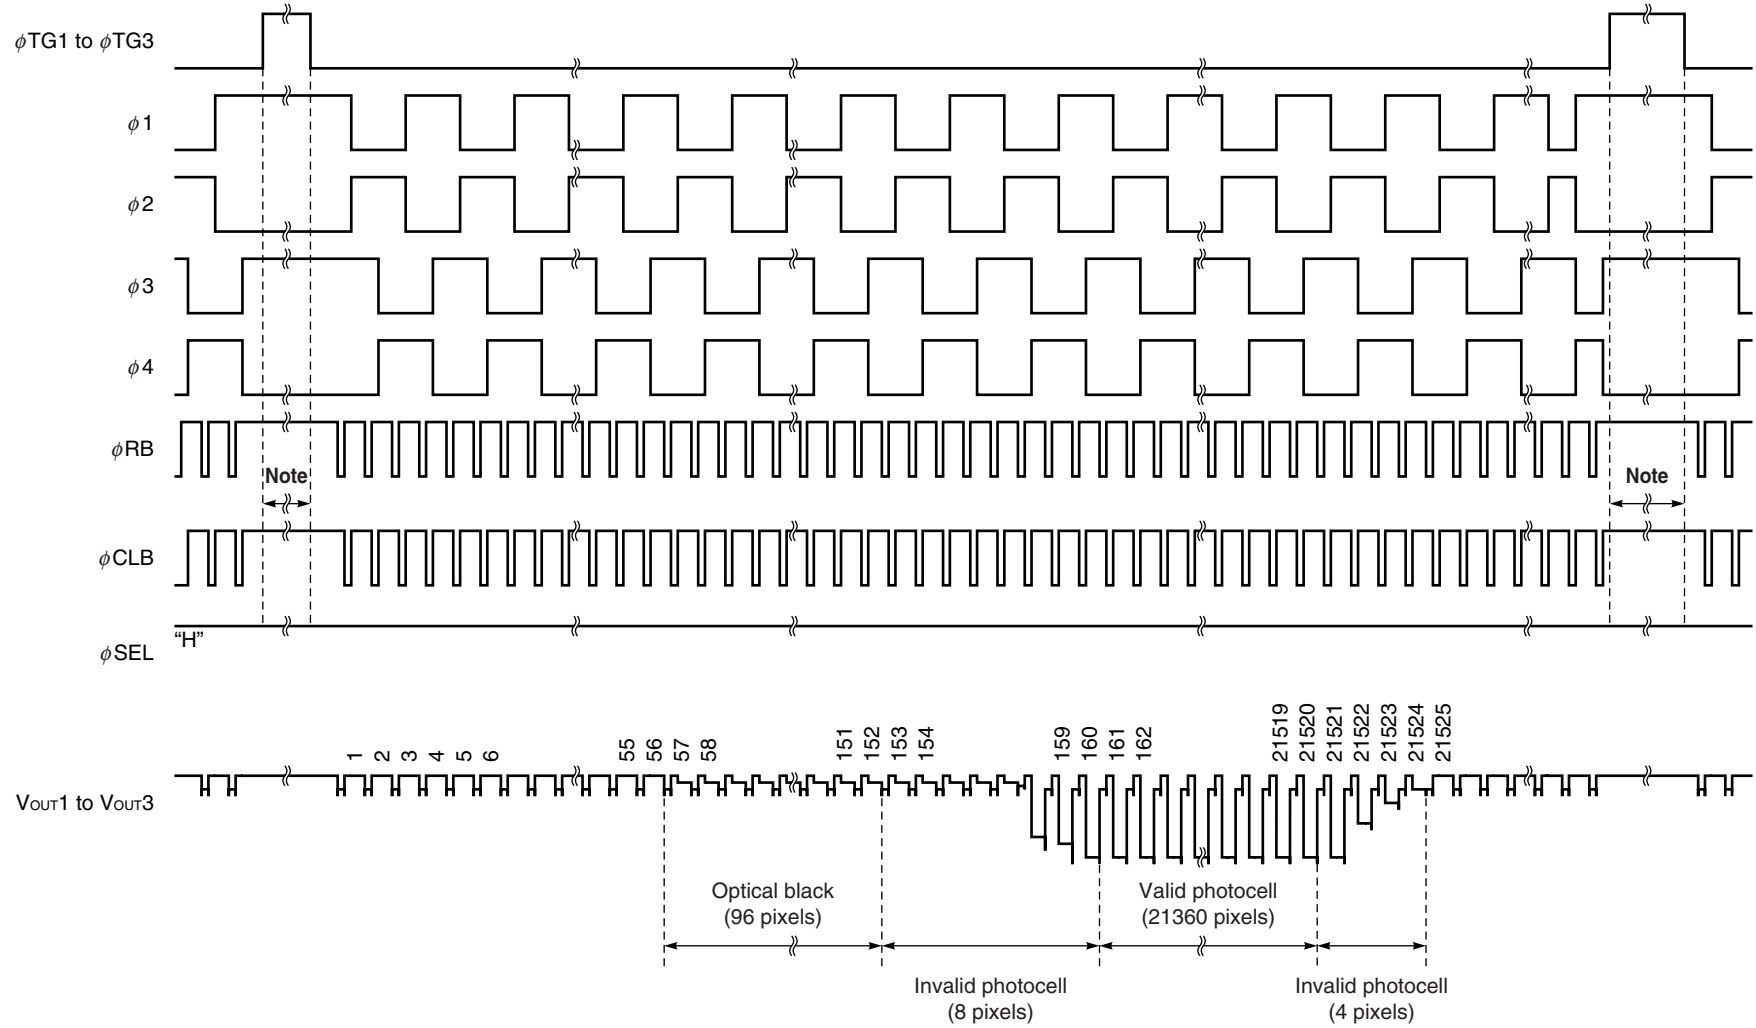 ϕTG1 to ϕTG3
ϕ1
ϕ2
ϕ3
ϕ4
ϕRB
Note
Note
ϕCLB
“H”
ϕSEL
1 2 3 4 5 6 55 56 57 58 151 152 153 154 159 160 161 162 21519 21520 21521 21522 21523 21524 21525
VOUT1 to VOUT3
Optical black
(96 pixels)
Valid photocell
(21360 pixels)
Invalid photocell
(8 pixels)
Invalid photocell
(4 pixels)